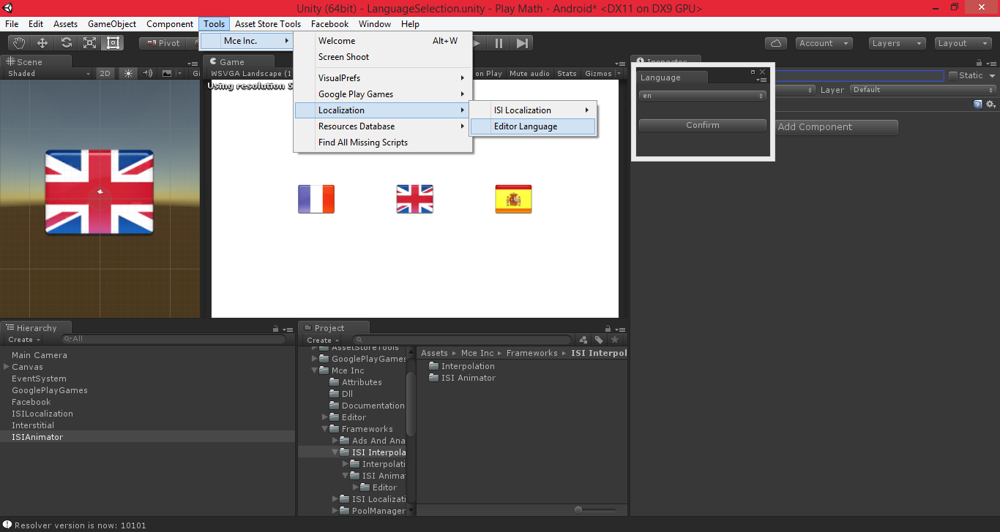 Unity (64bit) - LanguageSelection.unity - Play Math - Android* <DX11 on DX9 GPU>
File Edit Assets GameObject Component Tools Asset Store Tools Facebook Window Help
Pivot
Account Layers Layout
Mce Inc.
Welcome Alt+W
Screen Shoot
VisualPrefs
Google Play Games
Localization
Resources Database
Find All Missing Scripts
ISI Localization
Editor Language
Scene
Shaded 2D Gi
Game
WSVGA Landscape (1 on Play Mute audio Stats Gizmos
Using resolution
Inspector
Static
Layer Default
Add Component
Language
en
Confirm
Hierarchy
Create All
Main Camera
Canvas
EventSystem
GooglePlayGames
Facebook
ISILocalization
Interstitial
ISIAnimator
Project
Create
AssetStoreTools
GooglePlayGames
Mce Inc
Attributes
Dll
Documentation
Editor
Frameworks
Ads And Ana
ISI Interpola
Interpolati
ISI Anima
Editor
ISI Localizati
PoolManager
Assets Mce Inc Frameworks ISI Interpol
Interpolation
ISI Animator
Resolver version is now: 10101